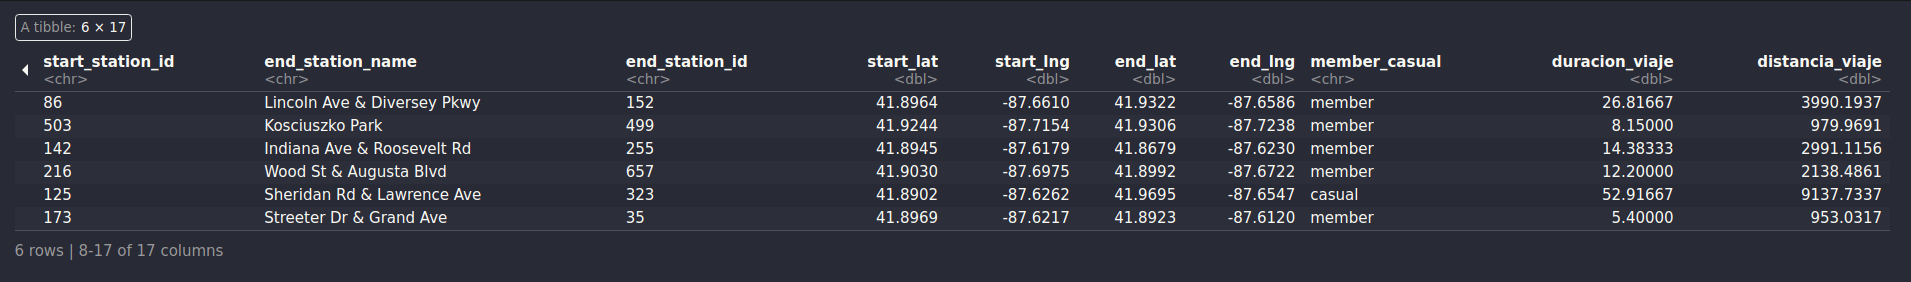 A tibble: 6 × 17
start_station_id end_station_name end_station_id start_lat start_lng end_lat end_lng member_casual duracion_viaje distancia_viaje
<chr> <chr> <chr> <dbl> <dbl> <dbl> <dbl> <chr> <dbl> <dbl>
86 Lincoln Ave & Diversey Pkwy 152 41.8964 -87.6610 41.9322 -87.6586 member 26.81667 3990.1937
503 Kosciuszko Park 499 41.9244 -87.7154 41.9306 -87.7238 member 8.15000 979.9691
142 Indiana Ave & Roosevelt Rd 255 41.8945 -87.6179 41.8679 -87.6230 member 14.38333 2991.1156
216 Wood St & Augusta Blvd 657 41.9030 -87.6975 41.8992 -87.6722 member 12.20000 2138.4861
125 Sheridan Rd & Lawrence Ave 323 41.8902 -87.6262 41.9695 -87.6547 casual 52.91667 9137.7337
173 Streeter Dr & Grand Ave 35 41.8969 -87.6217 41.8923 -87.6120 member 5.40000 953.0317
6 rows | 8-17 of 17 columns